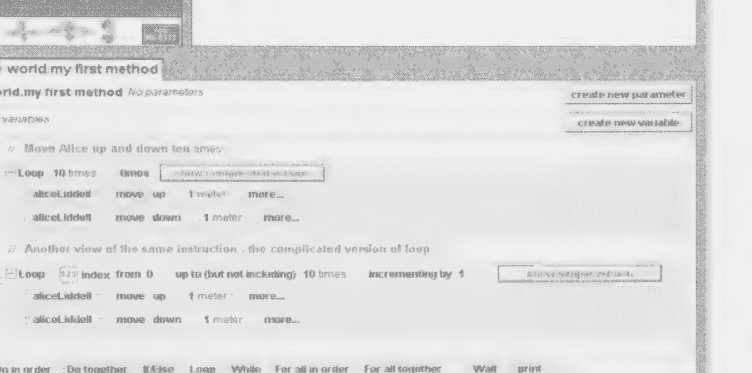 world.my first method
rld.my first method No parameters
create new parameter
variables
create new variable
// Move Alice up and down ten
Loop 10 times times
aliceLiddell move up 1 meter more...
aliceLiddell move down 1 meter more...
// Another view of the same instruction - the complicated version of loop
Loop 123 index from 0 up to (but not including) 10 times incrementing by 1
aliceLiddell move up 1 meter more...
aliceLiddell move down 1 meter more...
o in order Do together If/Else Loop While For all in order For all together Wait print